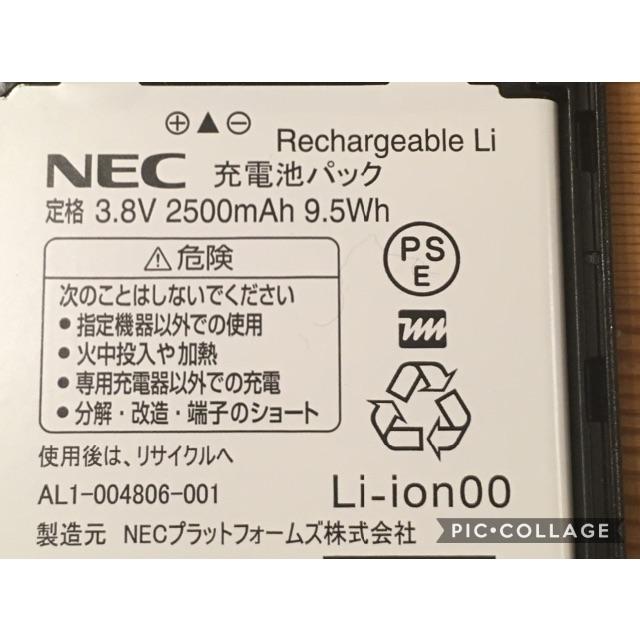 ⊕▲⊖ Rechargeable Li
NEC 充電池パック
定格 3.8V 2500mAh 9.5Wh
⚠危険
次のことはしないでください
●指定機器以外での使用
●火中投入や加熱
●専用充電器以外での充電
●分解・改造・端子のショート
PS
E
使用後は、リサイクルへ
AL1-004806-001
Li-ion00
製造元 NECプラットフォームズ株式会社
PIC•COLLAGE